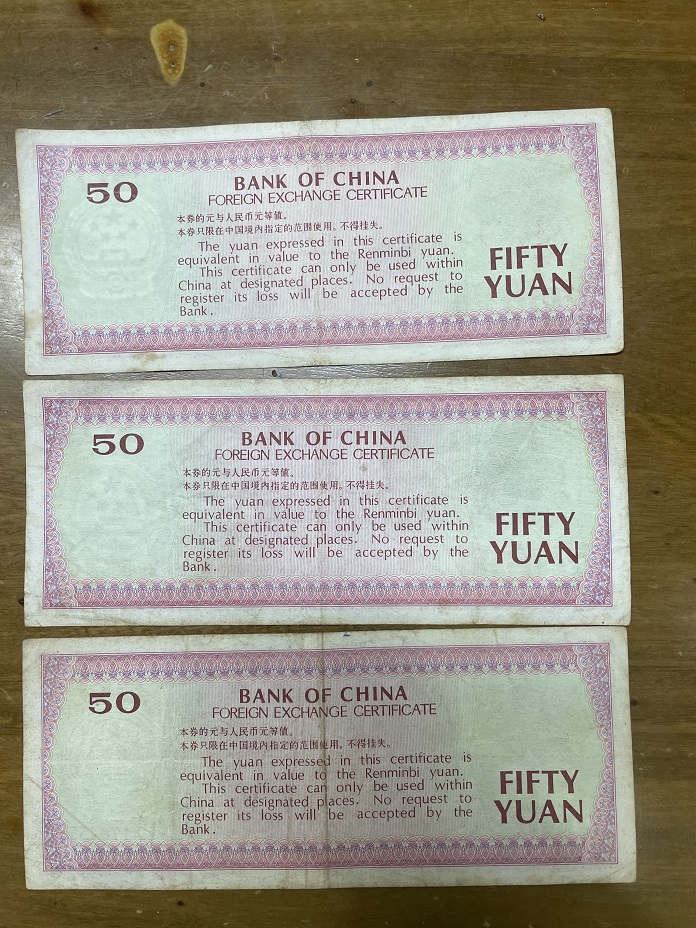 50
BANK OF CHINA
FOREIGN EXCHANGE CERTIFICATE
本券的元与人民币元等值。
本券只限在中国境内指定的范围使用，不得挂失。
The yuan expressed in this certificate is
equivalent in value to the Renminbi yuan.
This certificate can only be used within
China at designated places. No request to
register its loss will be accepted by the
Bank.
FIFTY
YUAN
50
BANK OF CHINA
FOREIGN EXCHANGE CERTIFICATE
本券的元与人民币元等值。
本券只限在中国境内指定的范围使用，不得挂失。
The yuan expressed in this certificate is
equivalent in value to the Renminbi yuan.
This certificate can only be used within
China at designated places. No request to
register its loss will be accepted by the
Bank.
FIFTY
YUAN
50
BANK OF CHINA
FOREIGN EXCHANGE CERTIFICATE
本券的元与人民币元等值。
本券只限在中国境内指定的范围使用，不得挂失。
The yuan expressed in this certificate is
equivalent in value to the Renminbi yuan.
This certificate can only be used within
China at designated places. No request to
register its loss will be accepted by the
Bank.
FIFTY
YUAN